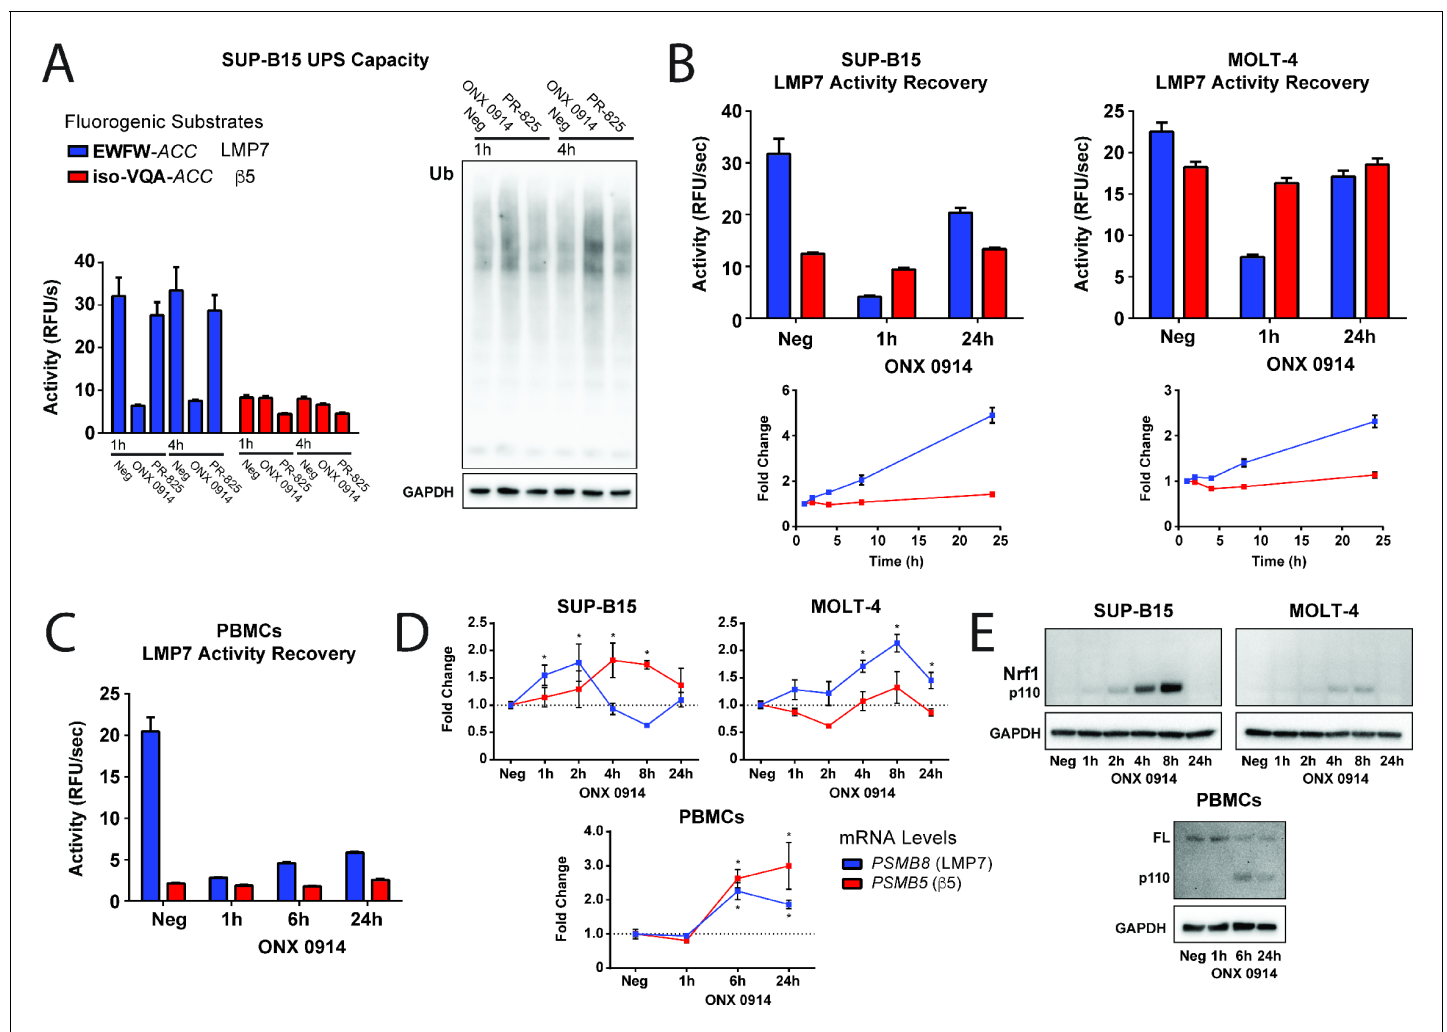 A
SUP-B15 UPS Capacity
Fluorogenic Substrates
EWFW-ACC LMP7
iso-VQA-ACC β5
Activity (RFU/s)
40
30
20
10
0
1h 4h 1h 4h
Neg ONX 0914 PR-825 Neg ONX 0914 PR-825 Neg ONX 0914 PR-825 Neg ONX 0914 PR-825
Neg ONX 0914 PR-825 Neg ONX 0914 PR-825
1h 4h
Ub
GAPDH
B
SUP-B15
LMP7 Activity Recovery
Activity (RFU/sec)
40
30
20
10
0
Neg 1h 24h
ONX 0914
Fold Change
6
4
2
0
0 5 10 15 20 25
Time (h)
MOLT-4
LMP7 Activity Recovery
Activity (RFU/sec)
25
20
15
10
5
0
Neg 1h 24h
ONX 0914
Fold Change
3
2
1
0
0 5 10 15 20 25
Time (h)
C
PBMCs
LMP7 Activity Recovery
Activity (RFU/sec)
25
20
15
10
5
0
Neg 1h 6h 24h
ONX 0914
D
SUP-B15
Fold Change
2.5
2.0
1.5
1.0
0.5
0
* * * *
Neg 1h 2h 4h 8h 24h
ONX 0914
MOLT-4
Fold Change
2.5
2.0
1.5
1.0
0.5
0
* * *
Neg 1h 2h 4h 8h 24h
ONX 0914
PBMCs
Fold Change
4.0
3.0
2.0
1.0
0
* *
* *
Neg 1h 6h 24h
ONX 0914
mRNA Levels
PSMB8 (LMP7)
PSMB5 (β5)
E
SUP-B15 MOLT-4
Nrf1
p110
GAPDH
Neg 1h 2h 4h 8h 24h Neg 1h 2h 4h 8h 24h
ONX 0914 ONX 0914
PBMCs
FL
p110
GAPDH
Neg 1h 6h 24h
ONX 0914